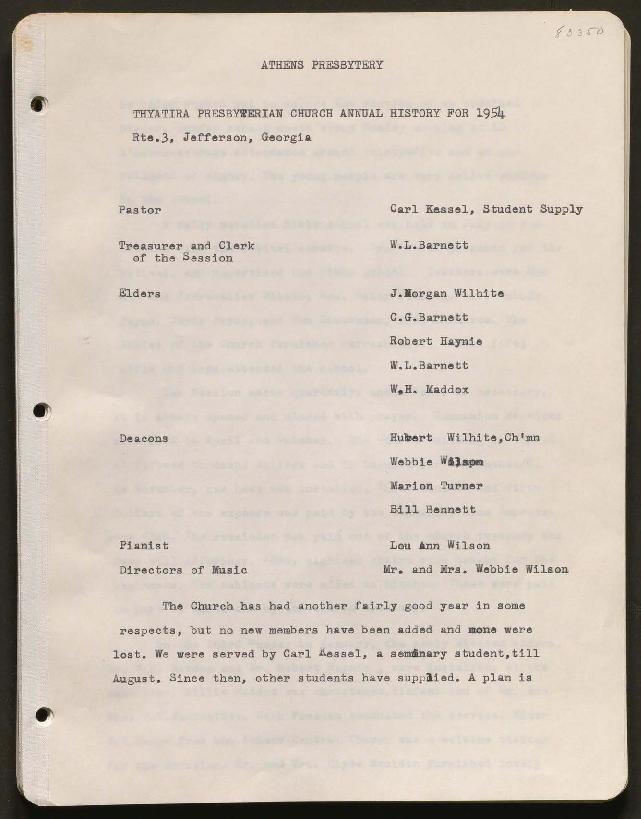 83350
ATHENS PRESBYTERY
THYATIRA PRESBYTERIAN CHURCH ANNUAL HISTORY FOR 1954
Rte.3, Jefferson, Georgia
Pastor Carl Kessel, Student Supply
Treasurer and Clerk W.L.Barnett
of the Session
Elders J.Morgan Wilhite
C.G.Barnett
Robert Haynie
W.L.Barnett
W.H. Maddox
Deacons Hubert Wilhite,Ch'mn
Webbie Wilson
Marion Turner
Bill Bennett
Pianist Lou Ann Wilson
Directors of Music Mr. and Mrs. Webbie Wilson
The Church has had another fairly good year in some
respects, but no new members have been added and none were
lost. We were served by Carl Kessel, a seminary student,till
August. Since then, other students have supplied. A plan is